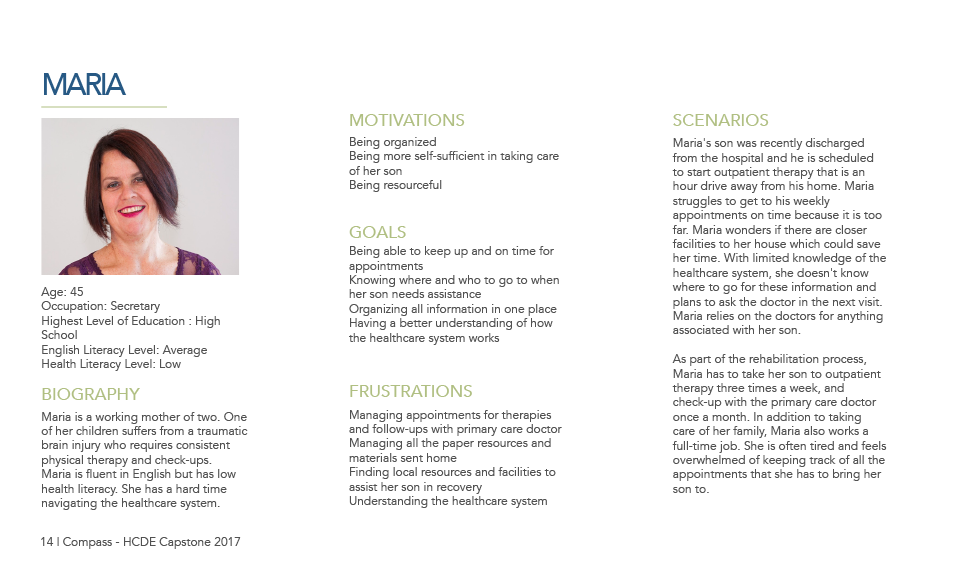 MARIA
Age: 45
Occupation: Secretary
Highest Level of Education : High
School
English Literacy Level: Average
Health Literacy Level: Low
BIOGRAPHY
Maria is a working mother of two. One
of her children suffers from a traumatic
brain injury who requires consistent
physical therapy and check-ups.
Maria is fluent in English but has low
health literacy. She has a hard time
navigating the healthcare system.
MOTIVATIONS
Being organized
Being more self-sufficient in taking care
of her son
Being resourceful
GOALS
Being able to keep up and on time for
appointments
Knowing where and who to go to when
her son needs assistance
Organizing all information in one place
Having a better understanding of how
the healthcare system works
FRUSTRATIONS
Managing appointments for therapies
and follow-ups with primary care doctor
Managing all the paper resources and
materials sent home
Finding local resources and facilities to
assist her son in recovery
Understanding the healthcare system
SCENARIOS
Maria's son was recently discharged
from the hospital and he is scheduled
to start outpatient therapy that is an
hour drive away from his home. Maria
struggles to get to his weekly
appointments on time because it is too
far. Maria wonders if there are closer
facilities to her house which could save
her time. With limited knowledge of the
healthcare system, she doesn't know
where to go for these information and
plans to ask the doctor in the next visit.
Maria relies on the doctors for anything
associated with her son.
As part of the rehabilitation process,
Maria has to take her son to outpatient
therapy three times a week, and
check-up with the primary care doctor
once a month. In addition to taking
care of her family, Maria also works a
full-time job. She is often tired and feels
overwhelmed of keeping track of all the
appointments that she has to bring her
son to.
14 | Compass - HCDE Capstone 2017